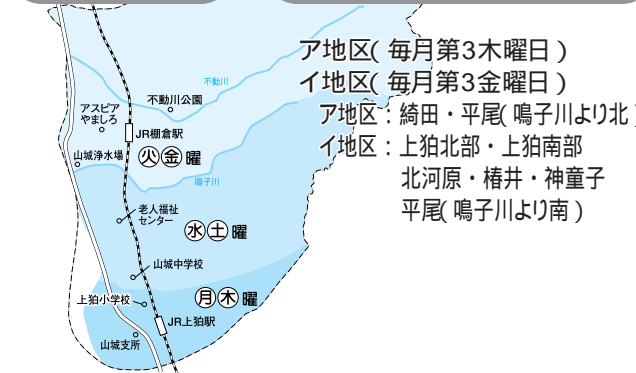 ア地区(毎月第3木曜日)
イ地区(毎月第3金曜日)
ア地区：綺田・平尾(鳴子川より北)
イ地区：上狛北部・上狛南部
北河原・椿井・神童子
平尾(鳴子川より南)
不動川
不動川公園
アスピア
やましろ
JR棚倉駅
山城浄水場
火金曜
鳴子川
老人福祉
センター
水土曜
山城中学校
上狛小学校
月木曜
JR上狛駅
山城支所